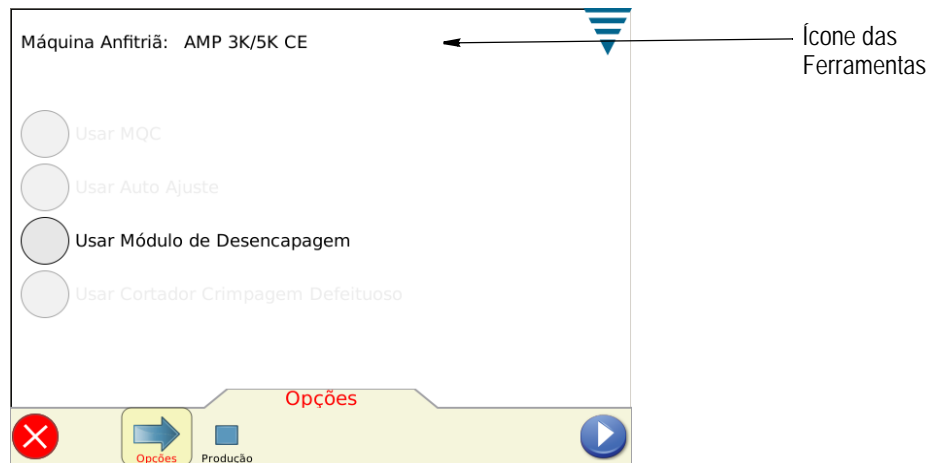 Máquina Anfitriã: AMP 3K/5K CE
Ícone das
Ferramentas
Usar MQC
Usar Auto Ajuste
Usar Módulo de Desencapagem
Usar Cortador Crimpagem Defeituoso
Opções
Opções
Produção